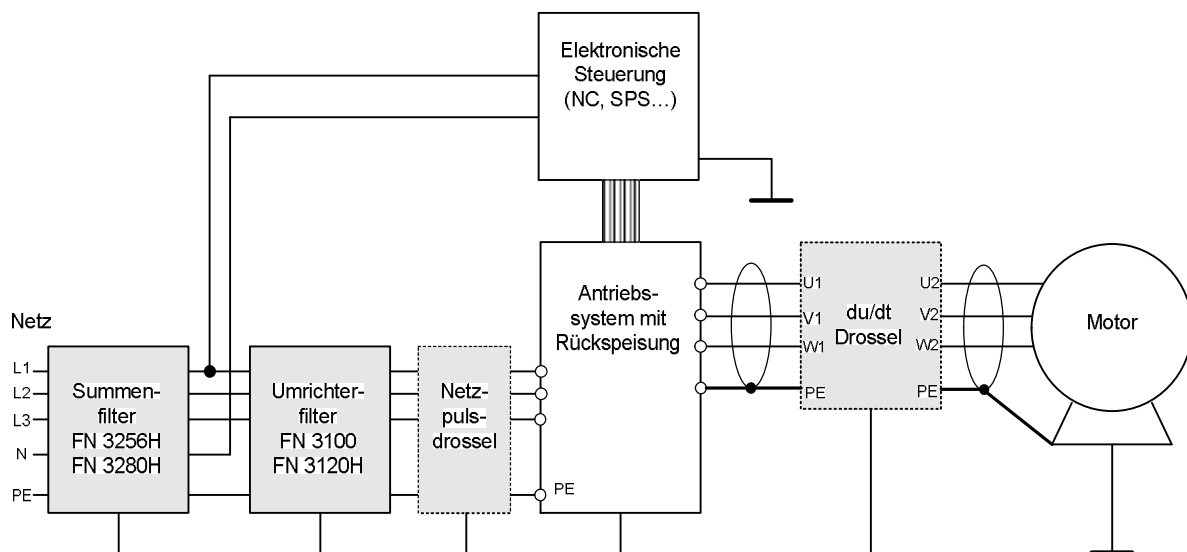 Elektronische
Steuerung
(NC, SPS…)
Netz
L1
L2
L3
N
PE
Summen-
filter
FN 3256H
FN 3280H
Umrichter-
filter
FN 3100
FN 3120H
Netz-
puls-
drossel
Antriebs-
system mit
Rückspeisung
PE
U1
V1
W1
PE
du/dt
Drossel
U2
V2
W2
PE
Motor